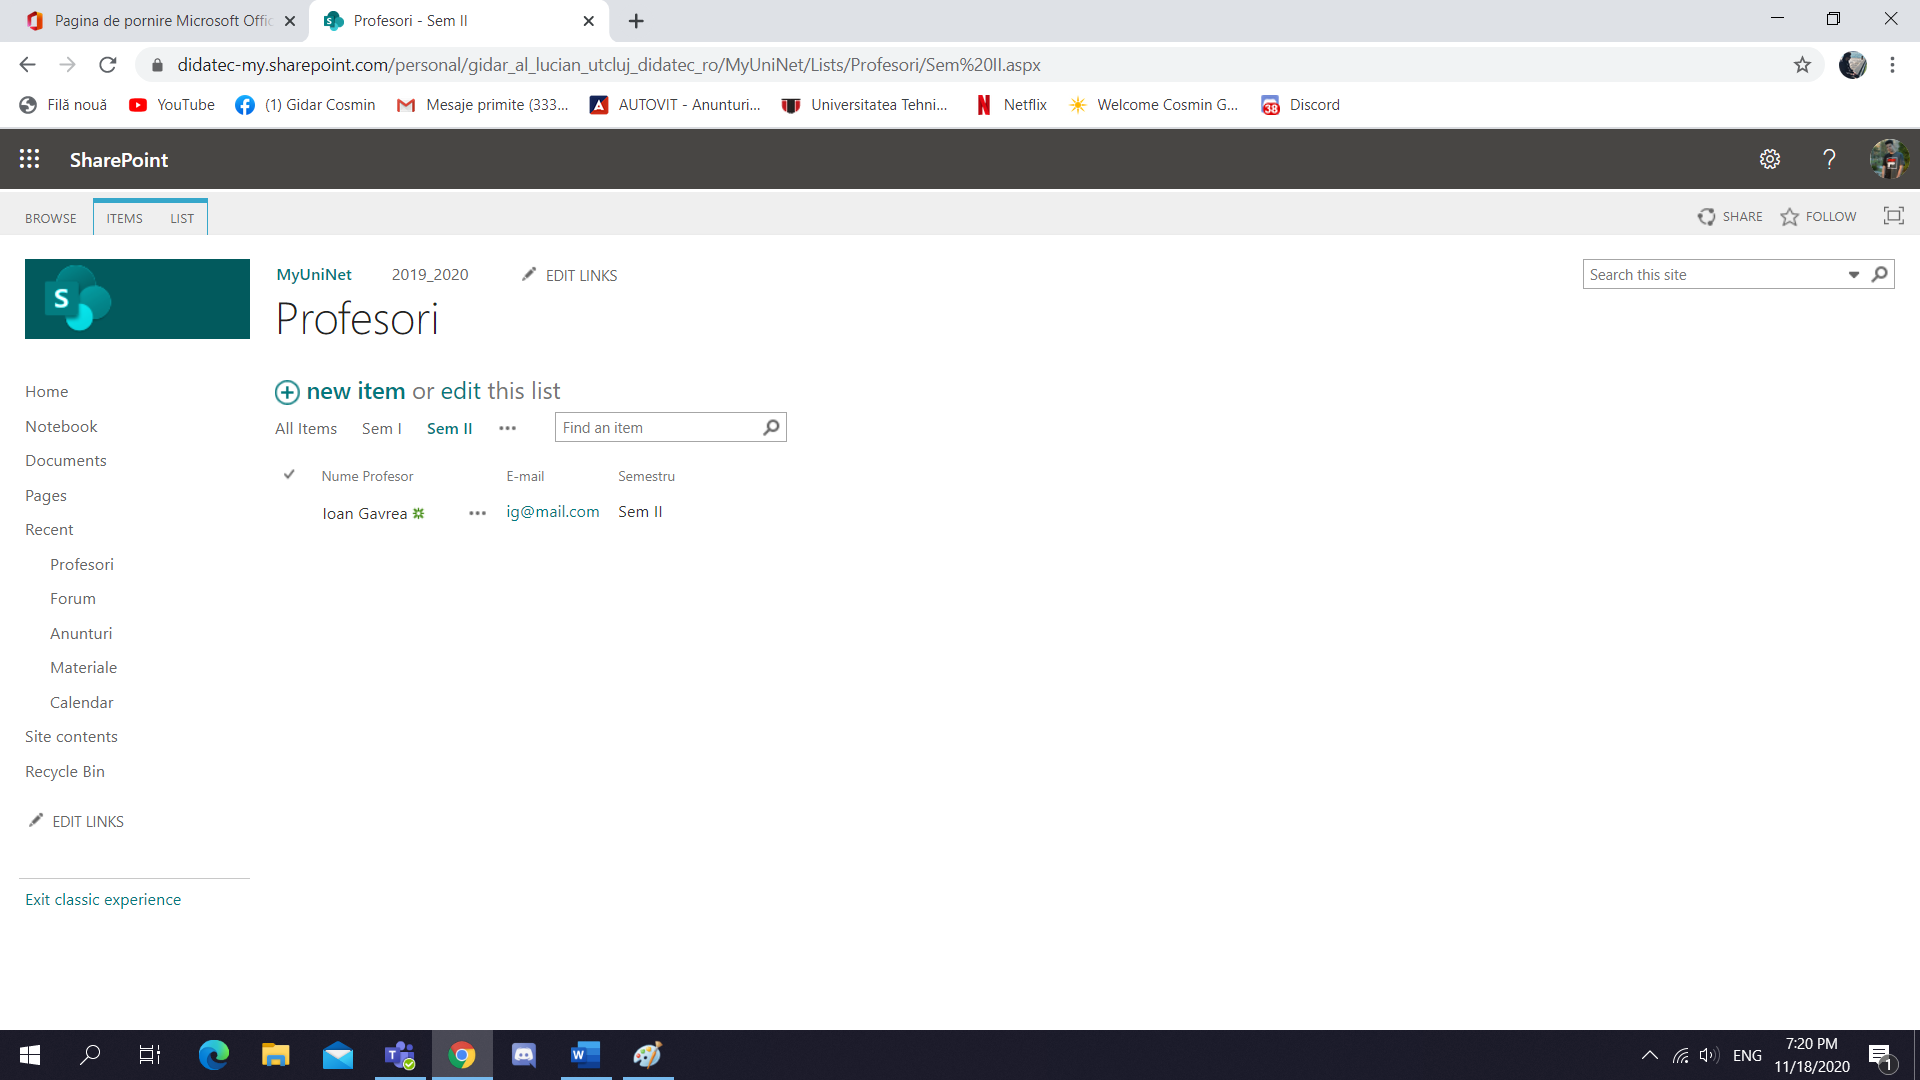 Pagina de pornire Microsoft Offic
Profesori - Sem II
didatec-my.sharepoint.com/personal/gidar_al_lucian_utcluj_didatec_ro/MyUniNet/Lists/Profesori/Sem%20II.aspx
Filă nouă YouTube (1) Gidar Cosmin Mesaje primite (333... AUTOVIT - Anunturi... Universitatea Tehni... Netflix Welcome Cosmin G... 38 Discord
SharePoint ?
BROWSE ITEMS LIST SHARE FOLLOW
S
MyUniNet 2019_2020 EDIT LINKS Search this site
Profesori
Home
Notebook
Documents
Pages
Recent
Profesori
Forum
Anunturi
Materiale
Calendar
Site contents
Recycle Bin
EDIT LINKS
Exit classic experience
new item or edit this list
All Items Sem I Sem II ••• Find an item
Nume Profesor E-mail Semestru
Ioan Gavrea ••• ig@mail.com Sem II
ENG 7:20 PM
11/18/2020 1